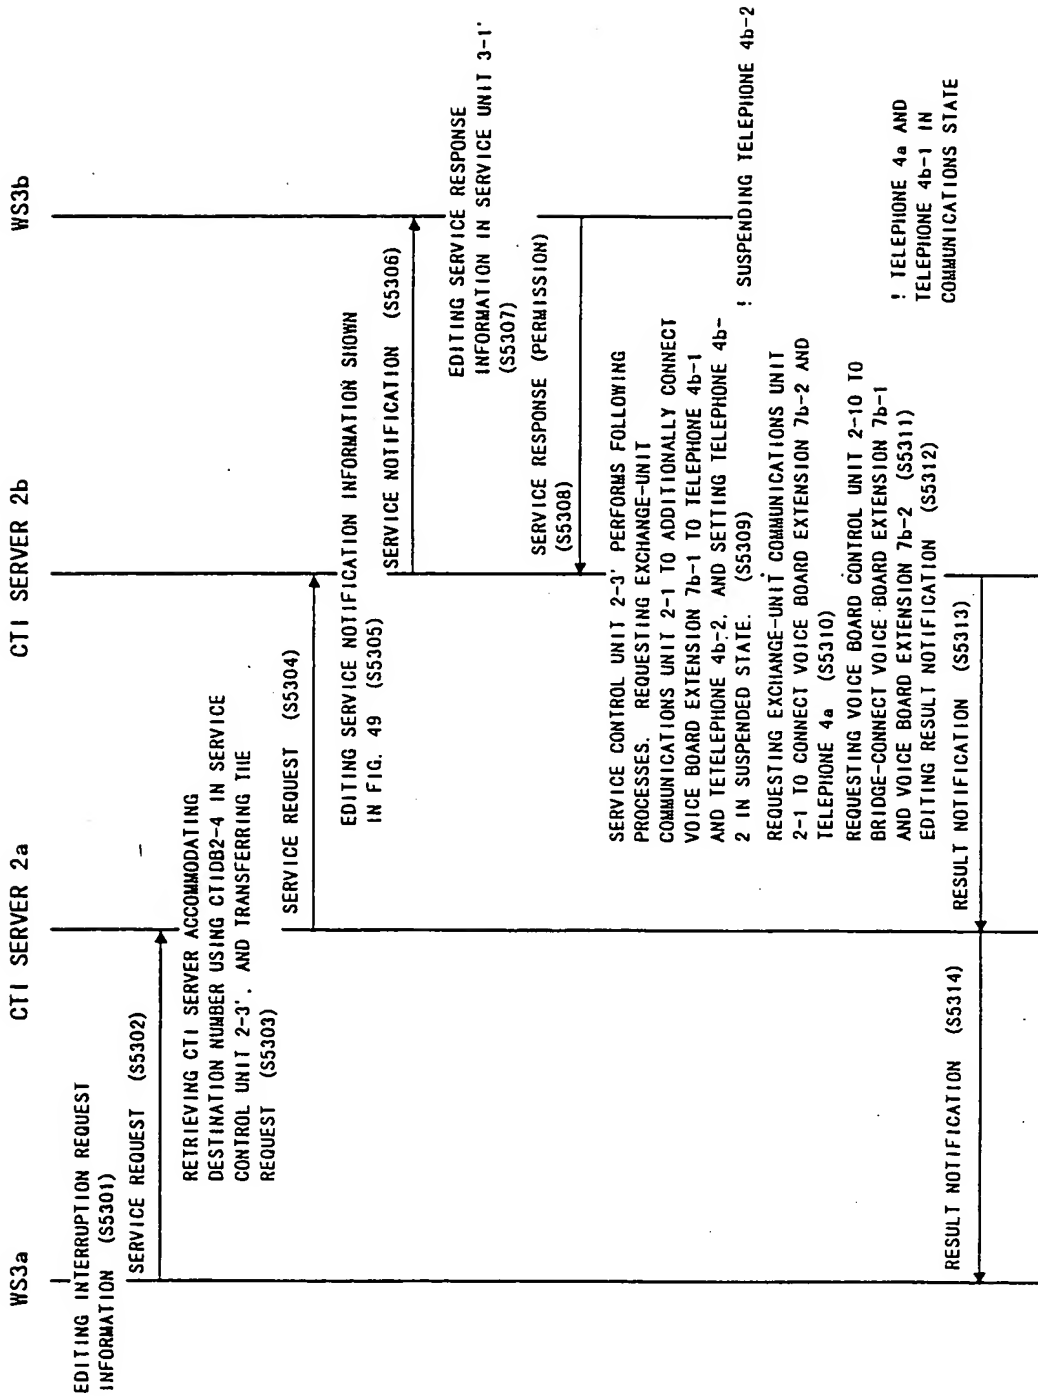 WS3a
CTI SERVER 2a
CTI SERVER 2b
WS3b
EDITING INTERRUPTION REQUEST
INFORMATION (S5301)
SERVICE REQUEST (S5302)
RETRIEVING CTI SERVER ACCOMMODATING
DESTINATION NUMBER USING CTIDB2-4 IN SERVICE
CONTROL UNIT 2-3'. AND TRANSFERRING THE
REQUEST (S5303)
SERVICE REQUEST (S5304)
EDITING SERVICE NOTIFICATION INFORMATION SHOWN
IN FIG. 49 (S5305)
SERVICE NOTIFICATION (S5306)
EDITING SERVICE RESPONSE
INFORMATION IN SERVICE UNIT 3-1'
(S5307)
SERVICE RESPONSE (PERMISSION)
(S5308)
SERVICE CONTROL UNIT 2-3' PERFORMS FOLLOWING
PROCESSES. REQUESTING EXCHANGE-UNIT
COMMUNICATIONS UNIT 2-1 TO ADDITIONALLY CONNECT
VOICE BOARD EXTENSION 7b-1 TO TELEPHONE 4b-1
AND TETELEPHONE 4b-2. AND SETTING TELEPHONE 4b-
2 IN SUSPENDED STATE. (S5309)
! SUSPENDING TELEPHONE 4b-2
REQUESTING EXCHANGE-UNIT COMMUNICATIONS UNIT
2-1 TO CONNECT VOICE BOARD EXTENSION 7b-2 AND
TELEPHONE 4a (S5310)
REQUESTING VOICE BOARD CONTROL UNIT 2-10 TO
BRIDGE-CONNECT VOICE BOARD EXTENSION 7b-1
AND VOICE BOARD EXTENSION 7b-2 (S5311)
EDITING RESULT NOTIFICATION (S5312)
! TELEPHONE 4a AND
TELEPHONE 4b-1 IN
COMMUNICATIONS STATE
RESULT NOTIFICATION (S5313)
RESULT NOTIFICATION (S5314)